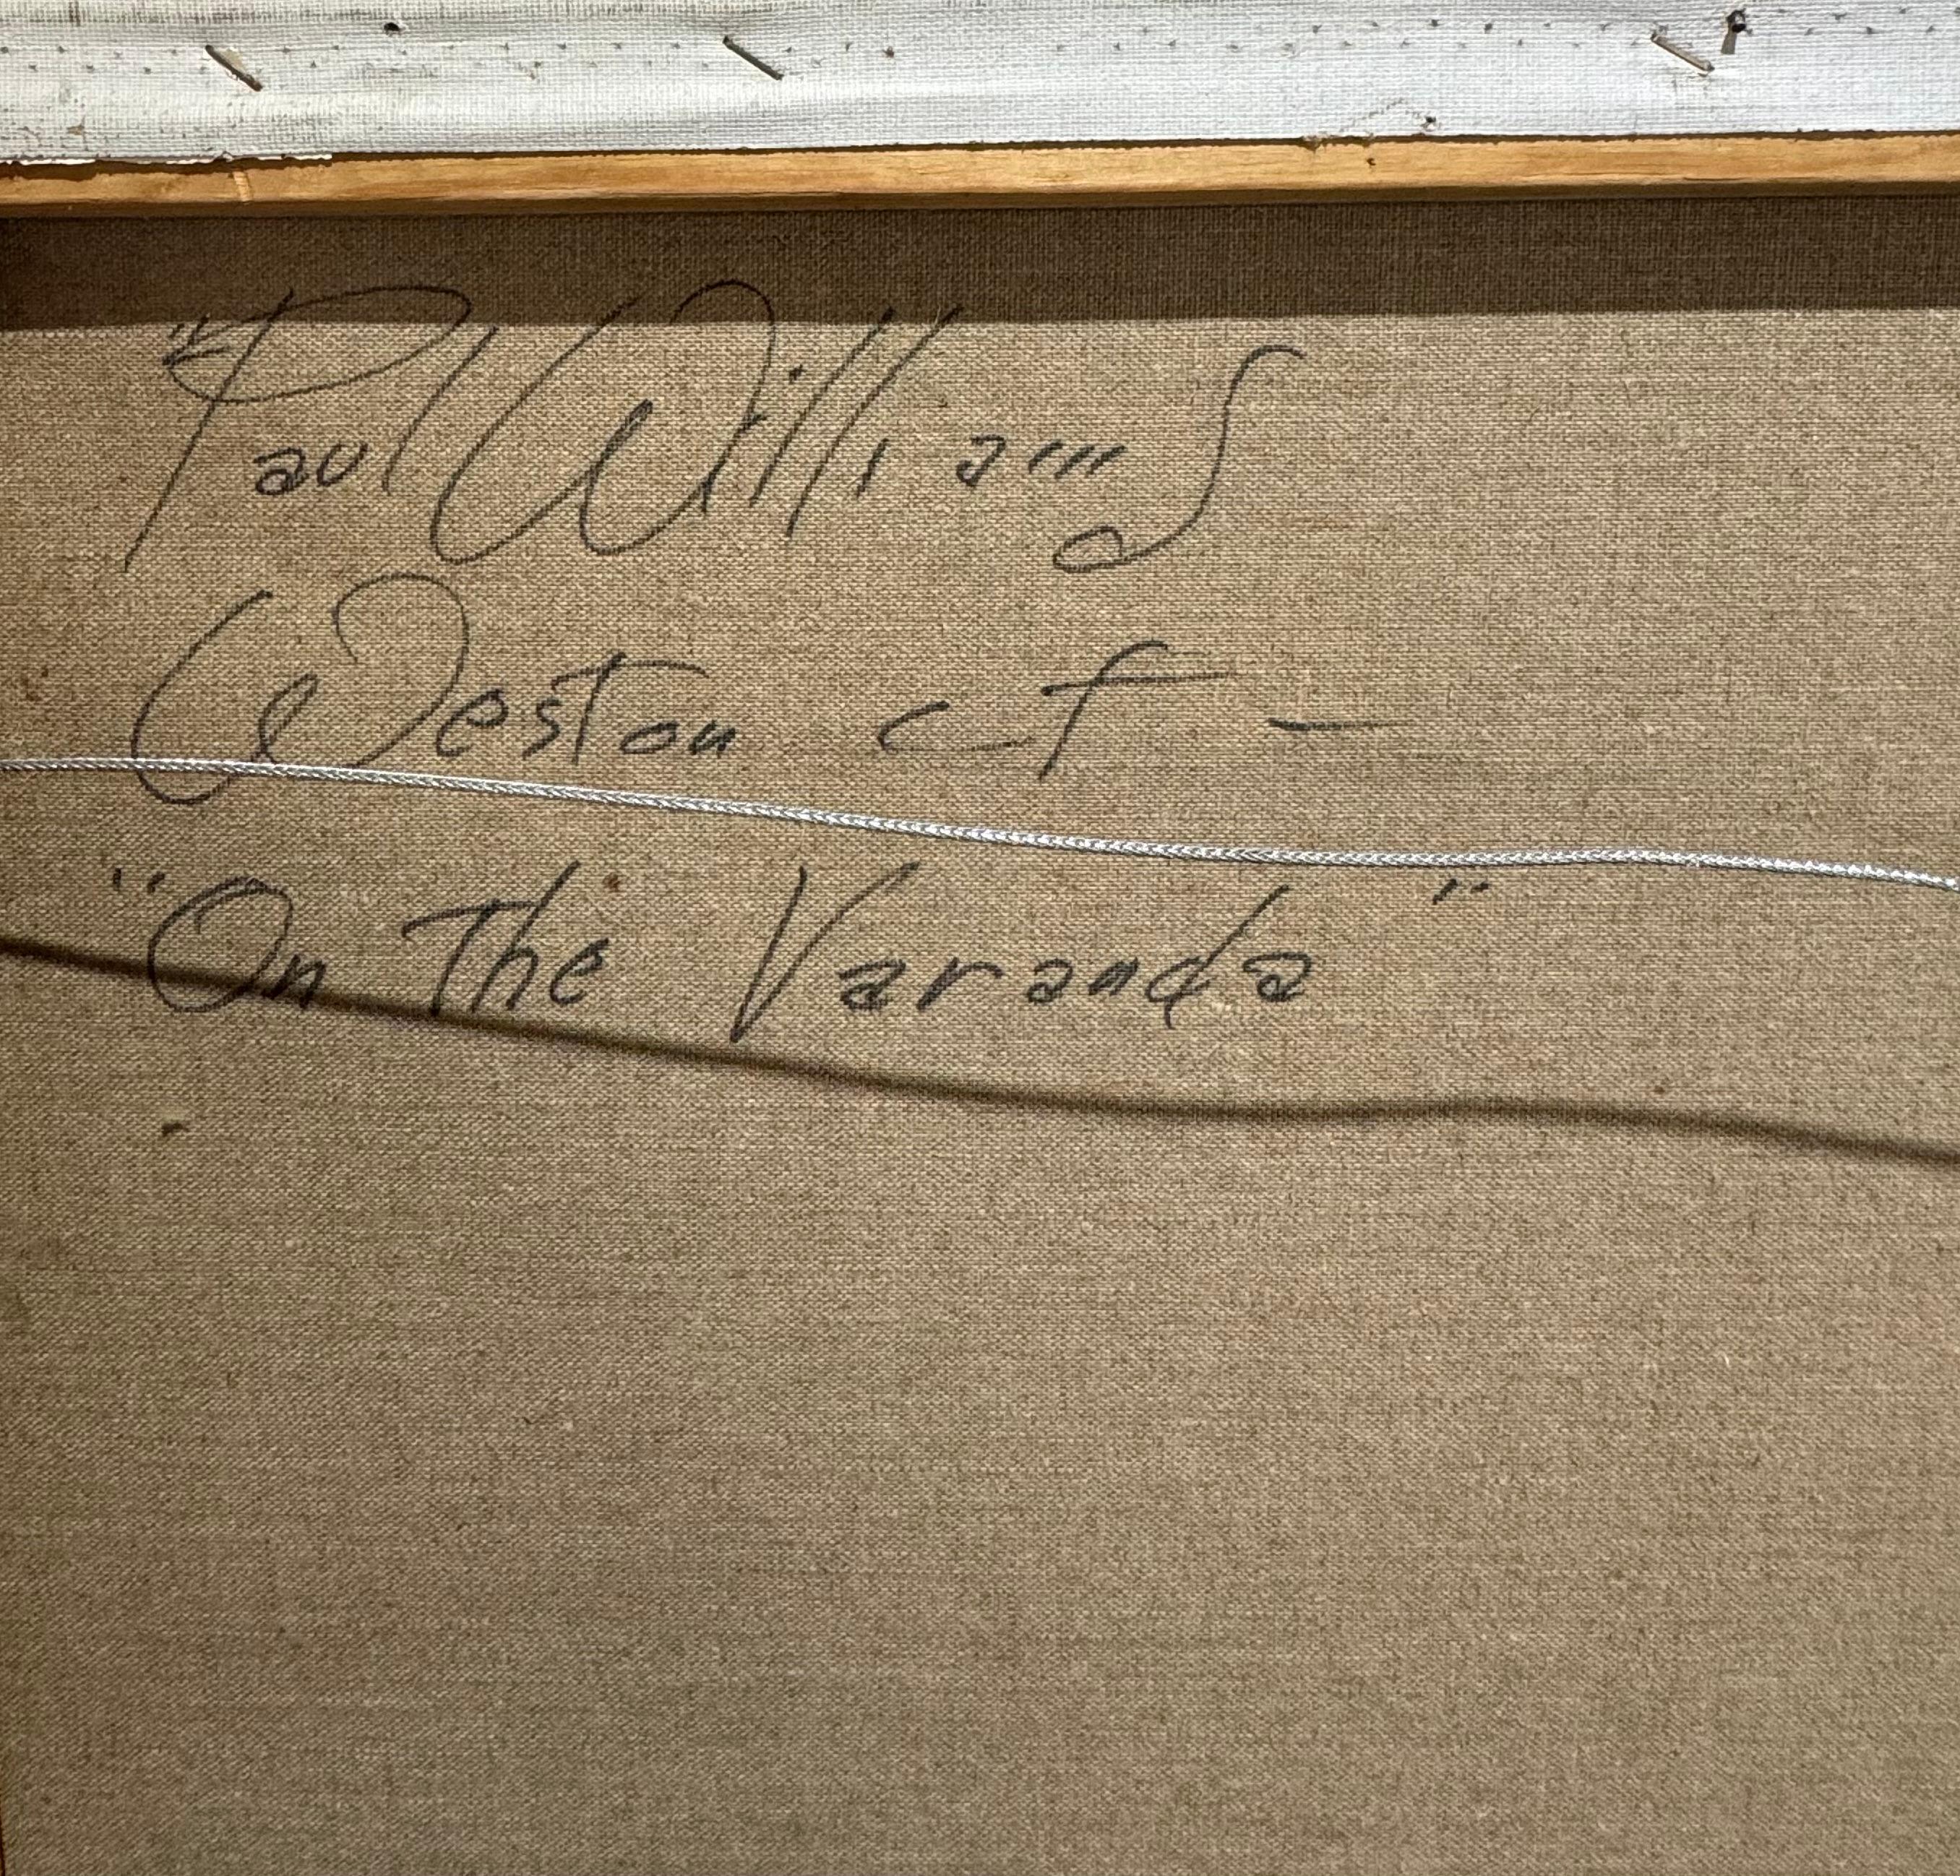 Paul Williams
Weston CT -
"On The Varanda"